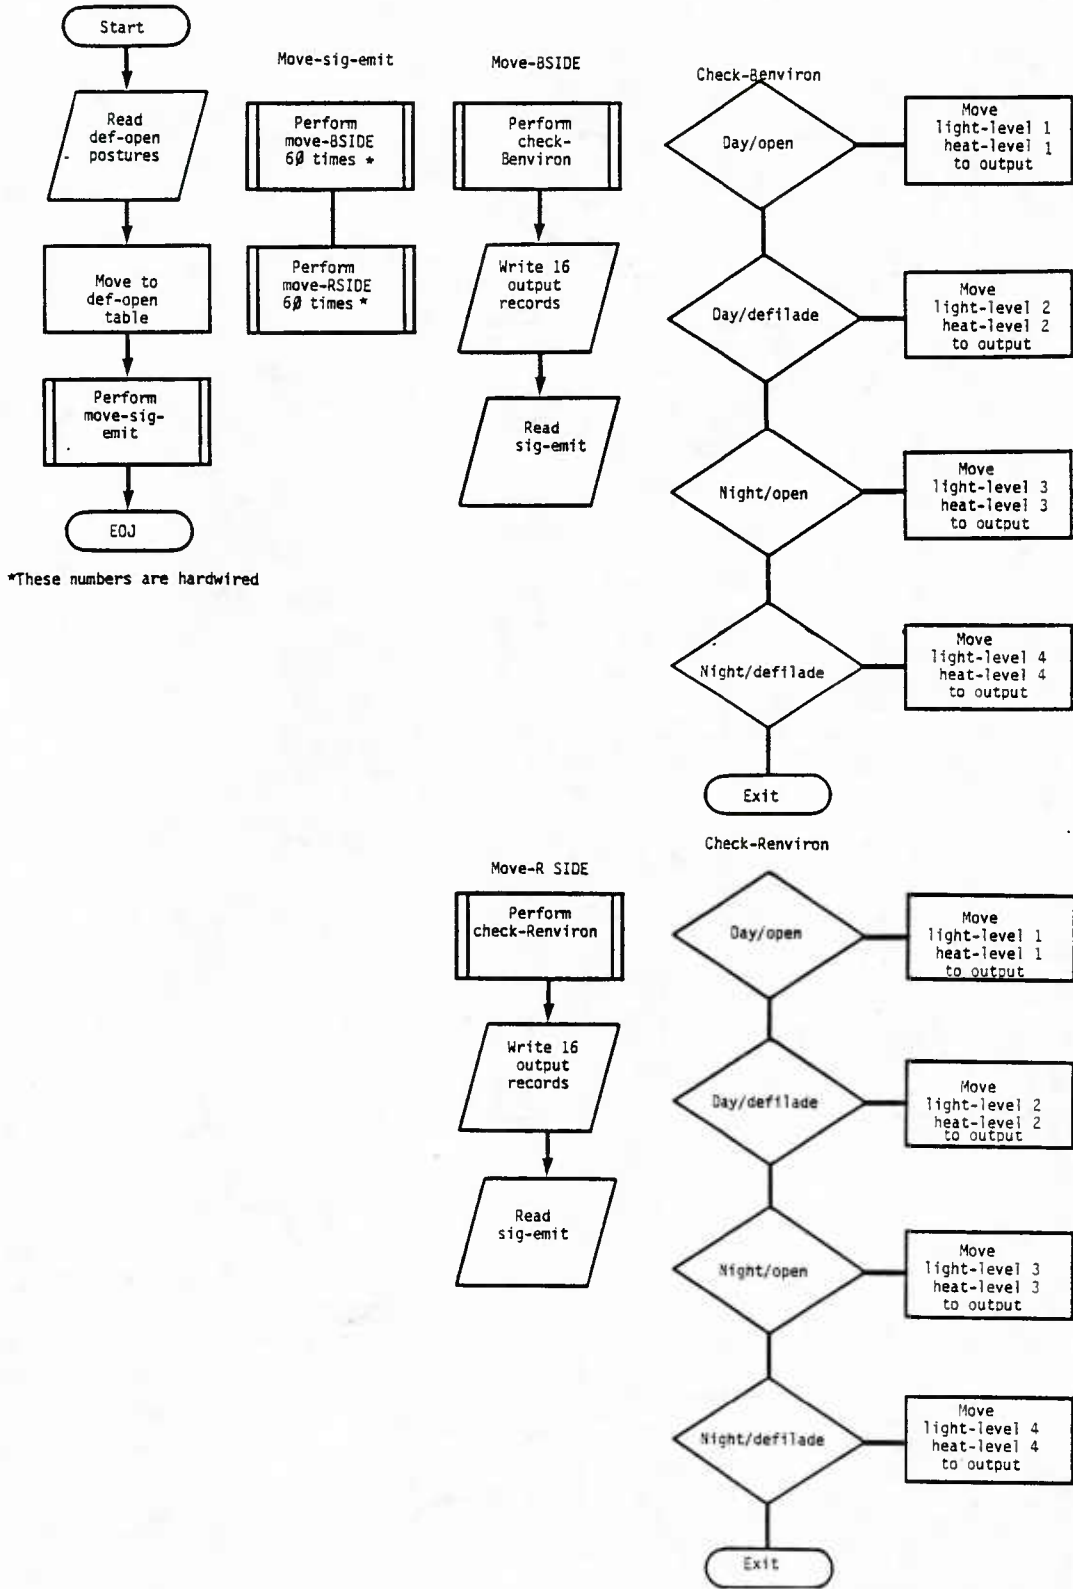 Start
Read
def-open
postures
Move to
def-open
table
Perform
move-sig-
emit
EOJ
*These numbers are hardwired
Move-sig-emit
Perform
move-BSIDE
6Ø times *
Perform
move-RSIDE
6Ø times *
Move-BSIDE
Perform
check-
Benviron
Write 16
output
records
Read
sig-emit
Check-Benviron
Day/open
Move
light-level 1
heat-level 1
to output
Day/defilade
Move
light-level 2
heat-level 2
to output
Night/open
Move
light-level 3
heat-level 3
to output
Night/defilade
Move
light-level 4
heat-level 4
to output
Exit
Move-R SIDE
Perform
check-Renviron
Write 16
output
records
Read
sig-emit
Check-Renviron
Day/open
Move
light-level 1
heat-level 1
to output
Day/defilade
Move
light-level 2
heat-level 2
to output
Night/open
Move
light-level 3
heat-level 3
to output
Night/defilade
Move
light-level 4
heat-level 4
to output
Exit